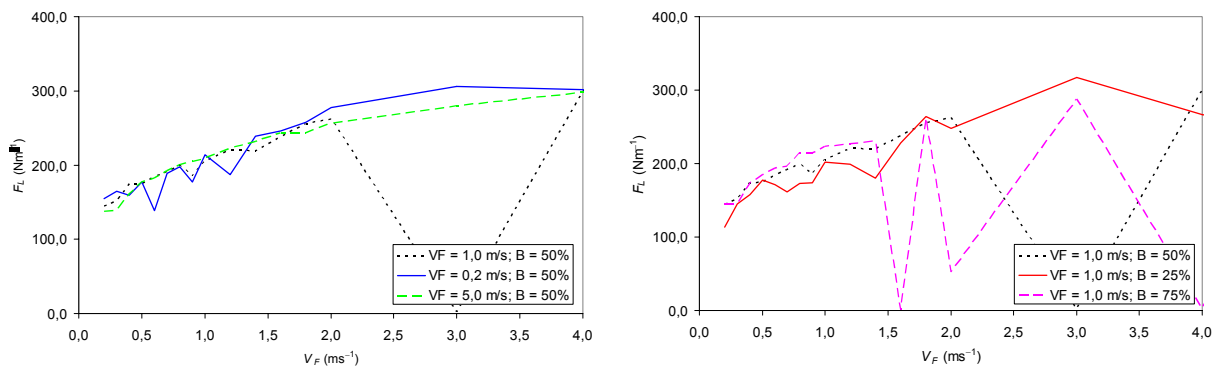 400,0
300,0
200,0
100,0
0,0
F_L (Nm⁻¹)
VF = 1,0 m/s; B = 50%
VF = 0,2 m/s; B = 50%
VF = 5,0 m/s; B = 50%
0,0 0,5 1,0 1,5 2,0 2,5 3,0 3,5 4,0
V_F (ms⁻¹)
400,0
300,0
200,0
100,0
0,0
F_L (Nm⁻¹)
VF = 1,0 m/s; B = 50%
VF = 1,0 m/s; B = 25%
VF = 1,0 m/s; B = 75%
0,0 0,5 1,0 1,5 2,0 2,5 3,0 3,5 4,0
V_F (ms⁻¹)